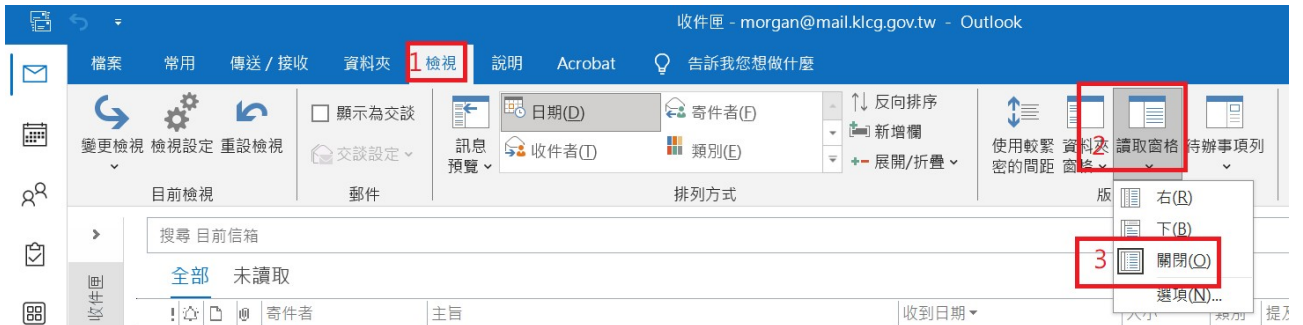 收件匣 - morgan@mail.klcg.gov.tw - Outlook
檔案 常用 傳送 / 接收 資料夾 1 檢視 說明 Acrobat 告訴我您想做什麼
顯示為交談 日期(D) 寄件者(F) 反向排序
變更檢視 檢視設定 重設檢視 交談設定 訊息預覽 收件者(T) 類別(E) 新增欄 展開/折疊 使用較緊密的間距 資料夾窗格 2 讀取窗格 待辦事項列
目前檢視 郵件 排列方式 版
右(R)
下(B)
3 關閉(O)
選項(N)...
搜尋 目前信箱
全部 未讀取
收件匣
! 寄件者 主旨 收到日期 大小 類別 提及